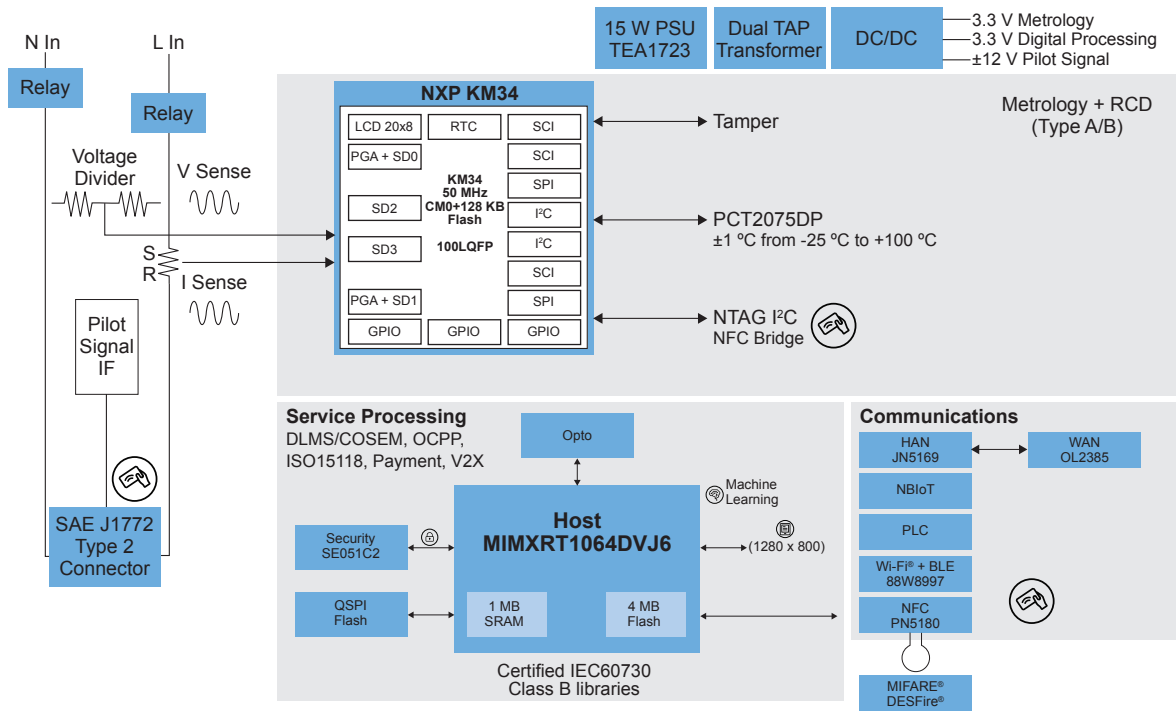 15 W PSU
TEA1723
Dual TAP
Transformer
DC/DC
3.3 V Metrology
3.3 V Digital Processing
±12 V Pilot Signal
N In
L In
Relay
Relay
Voltage
Divider
V Sense
S
R
I Sense
Pilot
Signal
IF
SAE J1772
Type 2
Connector
NXP KM34
LCD 20x8
RTC
SCI
PGA + SD0
SCI
KM34
50 MHz
CM0+128 KB
Flash
100LQFP
SPI
SD2
I²C
SD3
I²C
SCI
PGA + SD1
SPI
GPIO
GPIO
GPIO
Tamper
PCT2075DP
±1 ºC from -25 ºC to +100 ºC
NTAG I²C
NFC Bridge
Metrology + RCD
(Type A/B)
Service Processing
DLMS/COSEM, OCPP,
ISO15118, Payment, V2X
Opto
Machine
Learning
Host
MIMXRT1064DVJ6
Security
SE051C2
(1280 x 800)
QSPI
Flash
1 MB
SRAM
4 MB
Flash
Certified IEC60730
Class B libraries
Communications
HAN
JN5169
WAN
OL2385
NBIoT
PLC
Wi-Fi® + BLE
88W8997
NFC
PN5180
MIFARE®
DESFire®